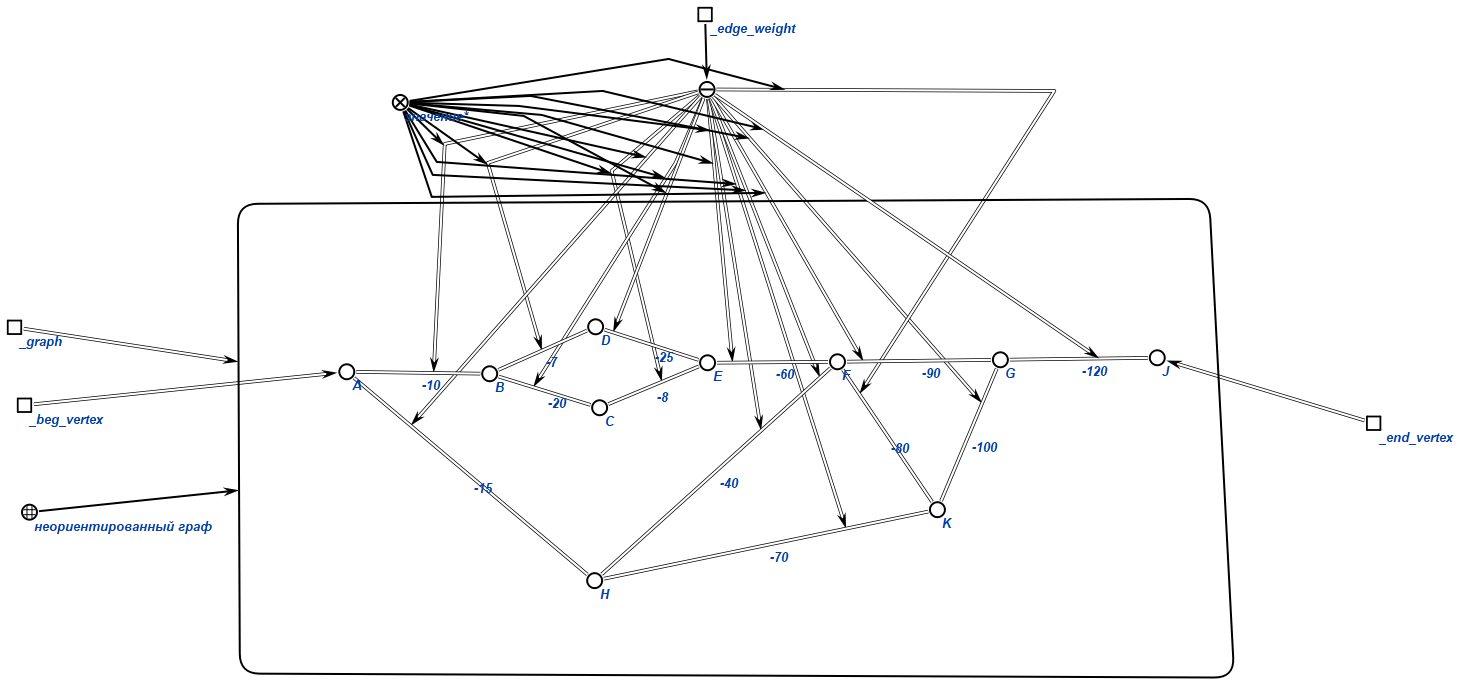 _edge_weight
значение*
_graph
_beg_vertex
неориентированный граф
_end_vertex
D
-7
-25
A
-10
B
E
-60
F
-90
G
-120
J
-20
-8
C
-80
-100
-15
-40
K
-70
H